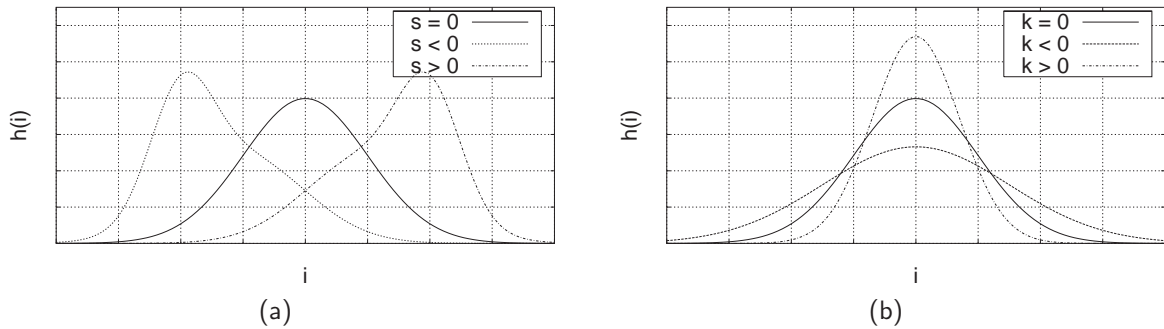 s = 0
s < 0
s > 0
h(i)
i
(a)
k = 0
k < 0
k > 0
h(i)
i
(b)